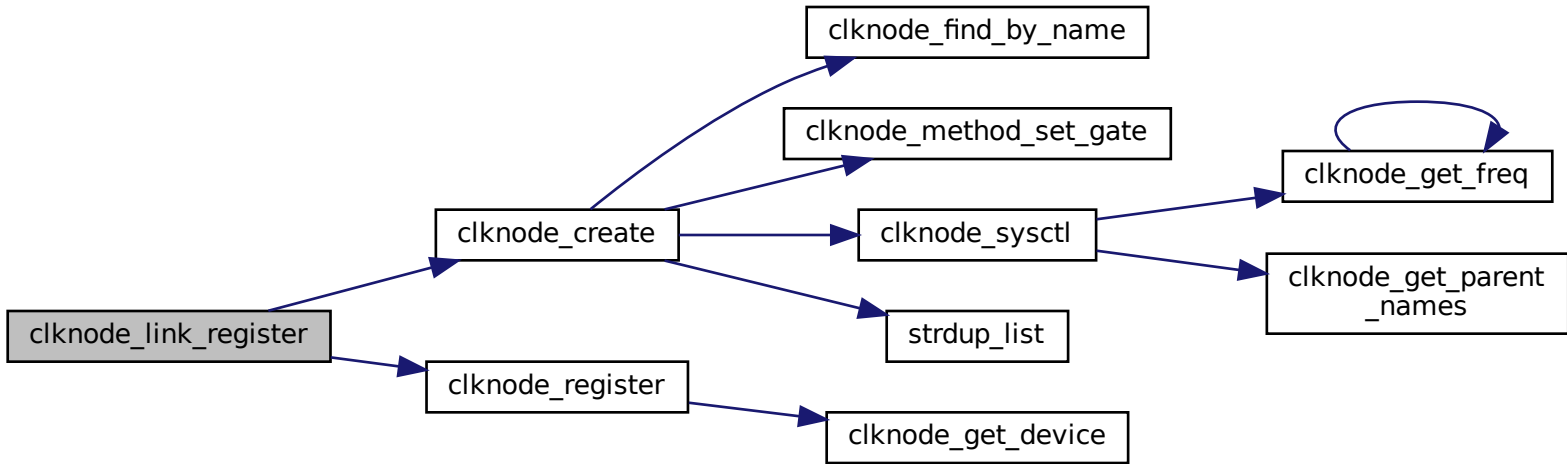 clknode_find_by_name
clknode_method_set_gate
clknode_get_freq
clknode_create
clknode_sysctl
clknode_get_parent
_names
clknode_link_register
strdup_list
clknode_register
clknode_get_device